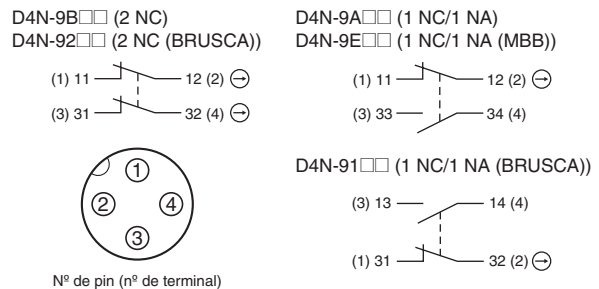 D4N-9B□□ (2 NC)
D4N-92□□ (2 NC (BRUSCA))
(1) 11 12 (2)
(3) 31 32 (4)
1
2 4
3
Nº de pin (nº de terminal)
D4N-9A□□ (1 NC/1 NA)
D4N-9E□□ (1 NC/1 NA (MBB))
(1) 11 12 (2)
(3) 33 34 (4)
D4N-91□□ (1 NC/1 NA (BRUSCA))
(3) 13 14 (4)
(1) 31 32 (2)